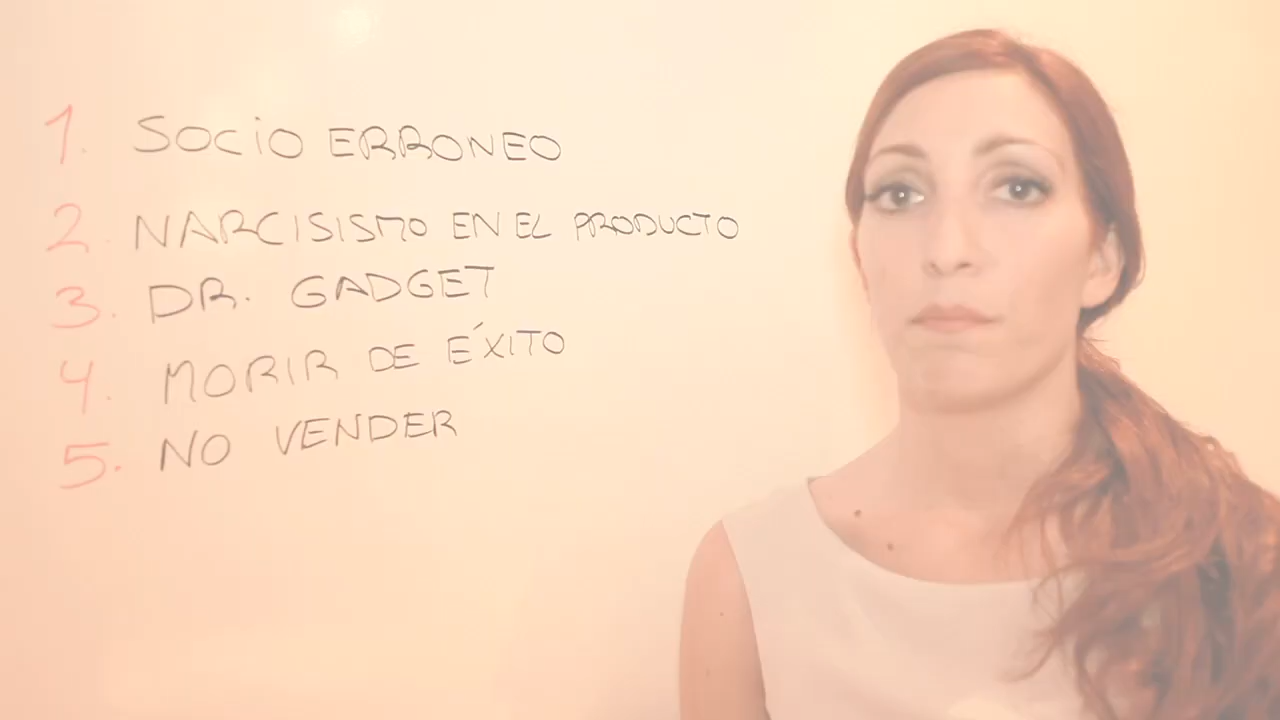 1. SOCIO ERRONEO
2. NARCISISMO EN EL PRODUCTO
3. DR. GADGET
4. MORIR DE ÉXITO
5. NO VENDER